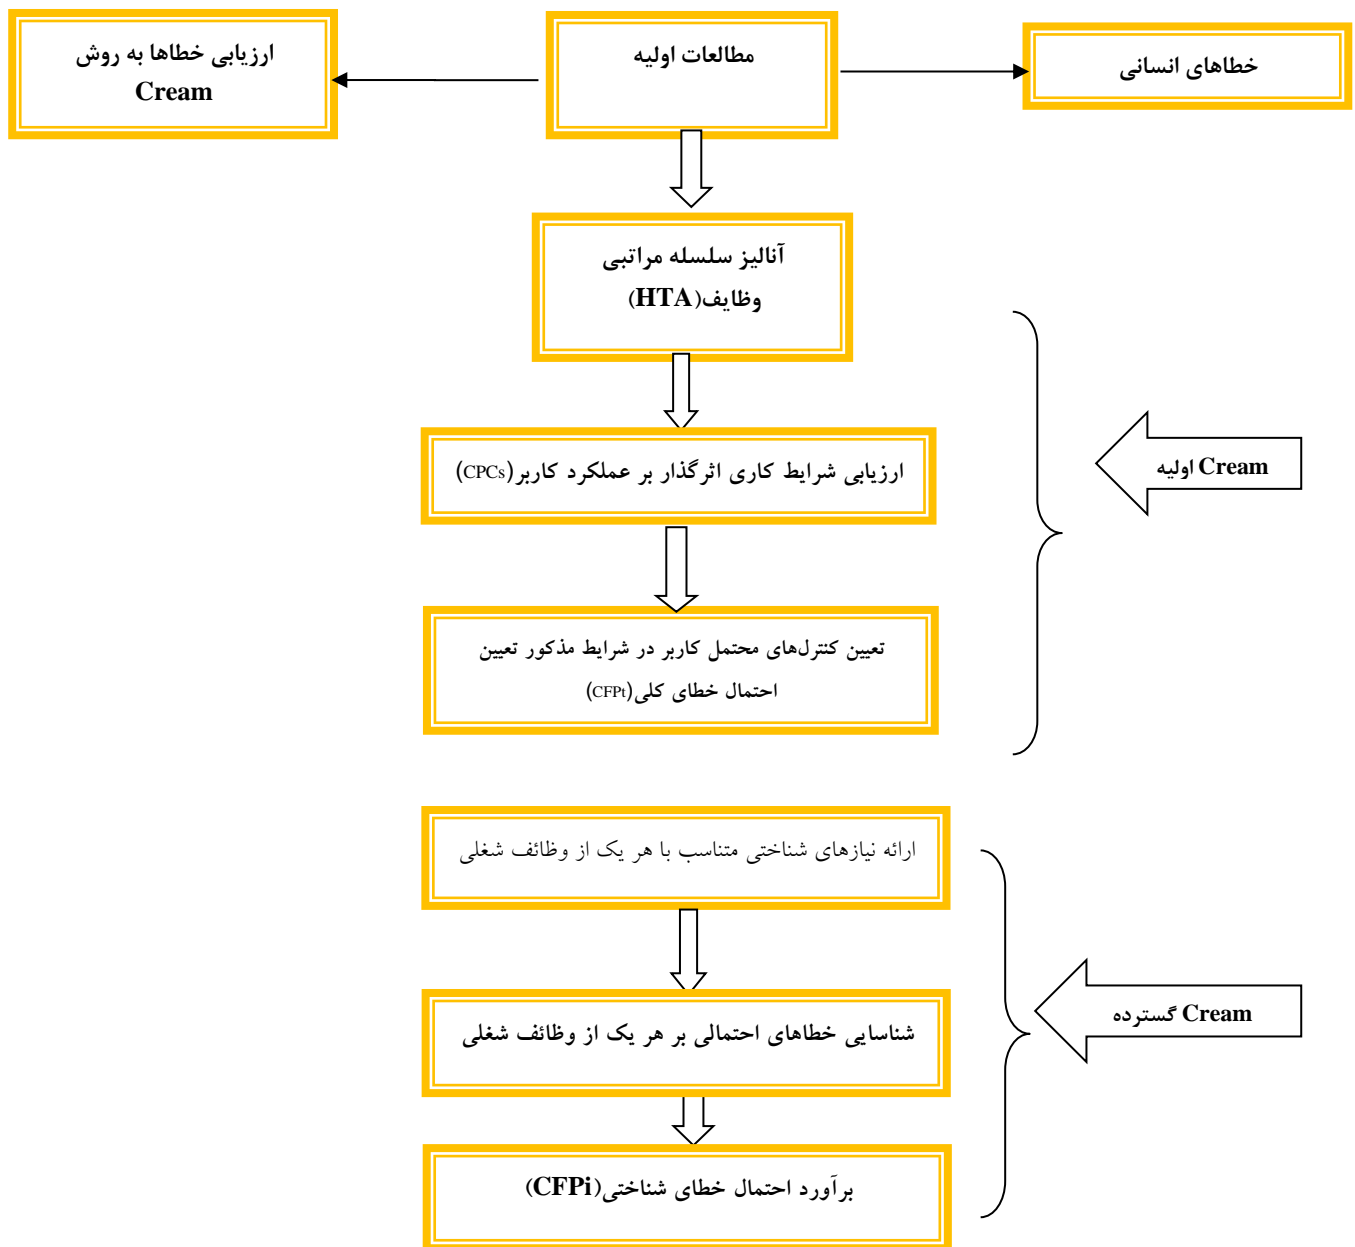 ارزیابی خطاها به روش
Cream
مطالعات اولیه
خطاهای انسانی
آنالیز سلسله مراتبی
وظایف(HTA)
ارزیابی شرایط کاری اثرگذار بر عملکرد کاربر(CPCs)
Cream اولیه
تعیین کنترل‌های محتمل کاربر در شرایط مذکور تعیین
احتمال خطای کلی(CFPt)
ارائه نیازهای شناختی متناسب با هر یک از وظائف شغلی
شناسایی خطاهای احتمالی بر هر یک از وظائف شغلی
Cream گسترده
برآورد احتمال خطای شناختی(CFPi)